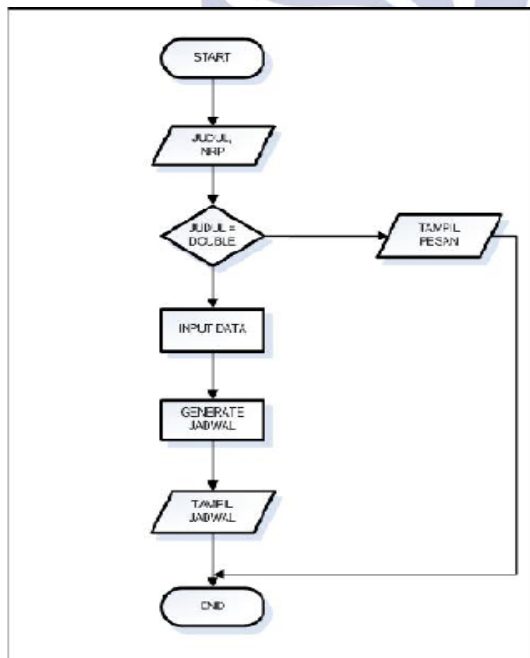 START
JUDUL,
NRP
JUDUL =
DOUBLE
TAMPIL
PESAN
INPUT DATA
GENERATE
JADWAL
TAMPIL
JADWAL
END